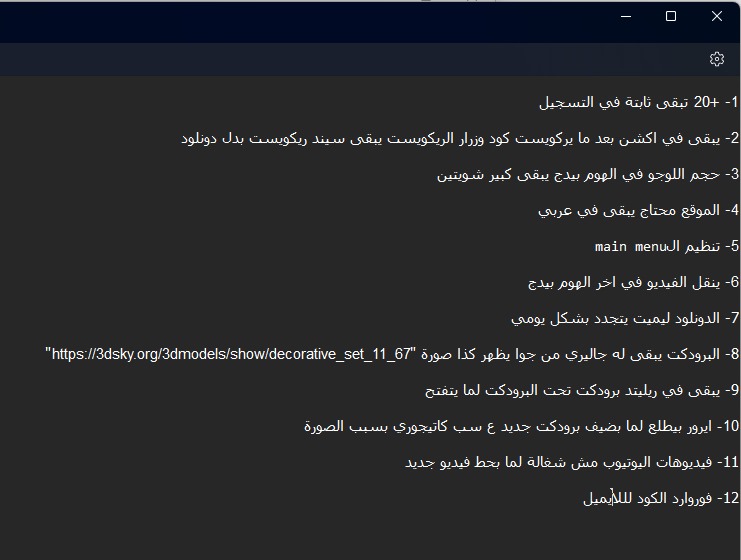 1- +20 تبقى ثابتة في التسجيل
2- يبقى في اكشن بعد ما يركويست كود وزرار الريكويست يبقى سيند ريكويست بدل دونلود
3- حجم اللوجو في الهوم بيدج يبقى كبير شويتين
4- الموقع محتاج يبقى في عربي
5- تنظيم الmain menu
6- ينقل الفيديو في اخر الهوم بيدج
7- الدونلود ليميت يتجدد بشكل يومي
8- البرودكت يبقى له جاليري من جوا يظهر كذا صورة "https://3dsky.org/3dmodels/show/decorative_set_11_67"
9- يبقى في ريليتد برودكت تحت البرودكت لما يتفتح
10- ايرور بيطلع لما بضيف برودكت جديد ع سب كاتيجوري بسبب الصورة
11- فيديوهات اليوتيوب مش شغالة لما بحط فيديو جديد
12- فوروارد الكود لللايميل